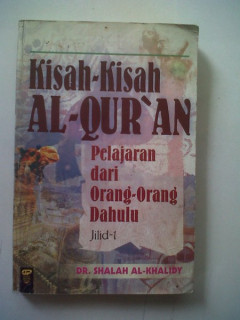 Kisah-Kisah
AL-QUR`AN
Pelajaran
dari
Orang-Orang
Dahulu
Jilid-1
DR. SHALAH AL-KHALIDY